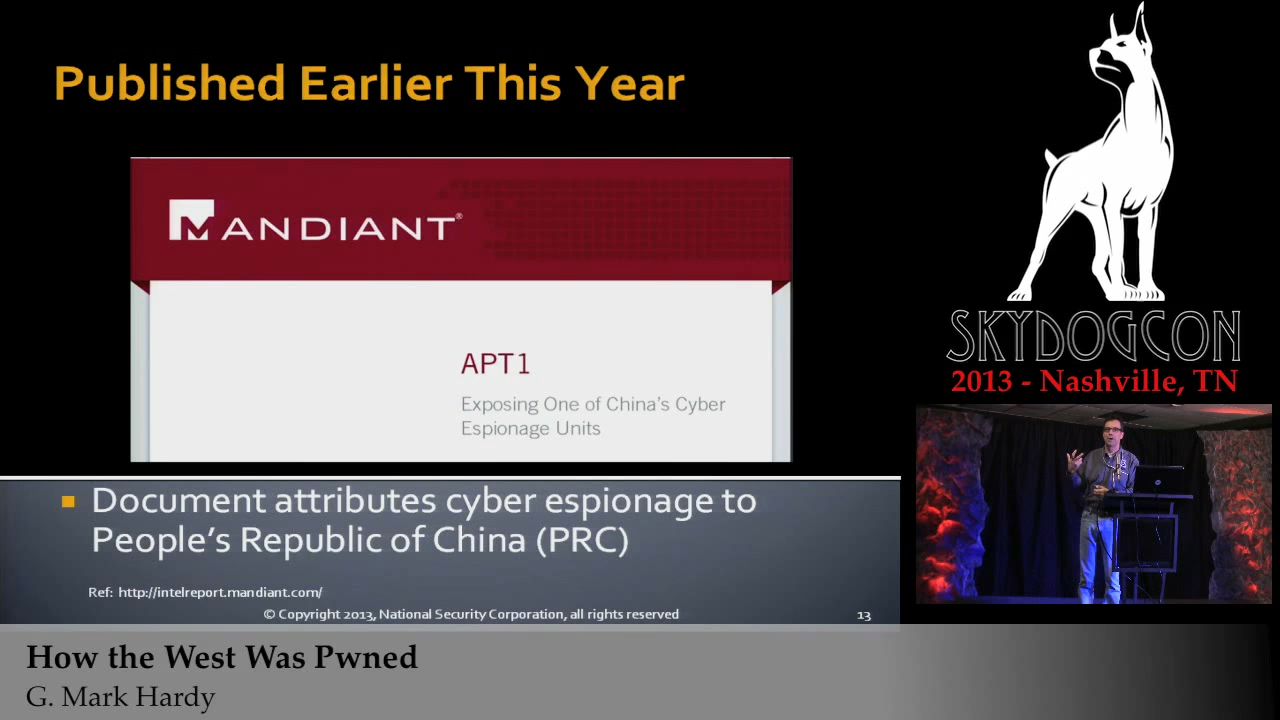 Published Earlier This Year
MANDIANT®
APT1
Exposing One of China's Cyber
Espionage Units
Document attributes cyber espionage to
People's Republic of China (PRC)
Ref: http://intelreport.mandiant.com/
© Copyright 2013, National Security Corporation, all rights reserved
13
SKYDOGCON
2013 - Nashville, TN
How the West Was Pwned
G. Mark Hardy